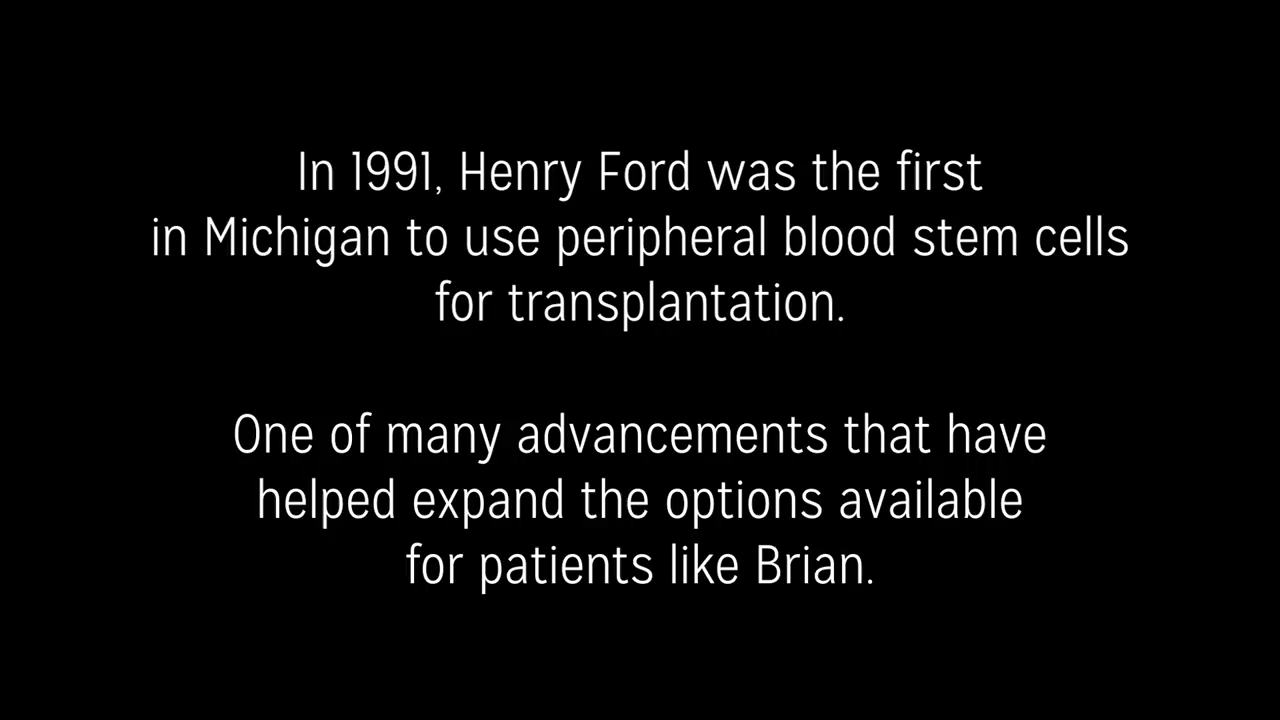 In 1991, Henry Ford was the first
in Michigan to use peripheral blood stem cells
for transplantation.
One of many advancements that have
helped expand the options available
for patients like Brian.